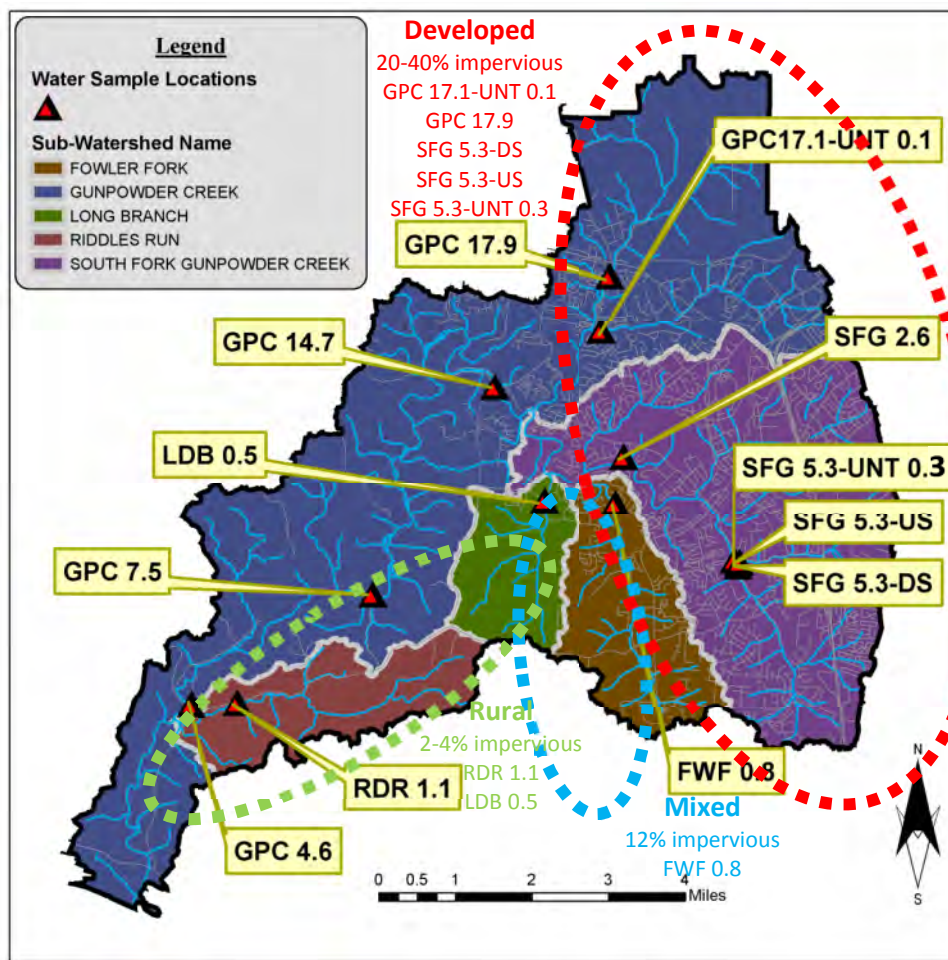 Legend
Water Sample Locations
Sub-Watershed Name
FOWLER FORK
GUNPOWDER CREEK
LONG BRANCH
RIDDLES RUN
SOUTH FORK GUNPOWDER CREEK
Developed
20-40% impervious
GPC 17.1-UNT 0.1
GPC 17.9
SFG 5.3-DS
SFG 5.3-US
SFG 5.3-UNT 0.3
GPC17.1-UNT 0.1
GPC 17.9
GPC 14.7
SFG 2.6
LDB 0.5
SFG 5.3-UNT 0.3
SFG 5.3-US
SFG 5.3-DS
GPC 7.5
Rural
2-4% impervious
RDR 1.1
LDB 0.5
RDR 1.1
GPC 4.6
FWF 0.8
Mixed
12% impervious
FWF 0.8
0 0.5 1 2 3 4
Miles
N
S